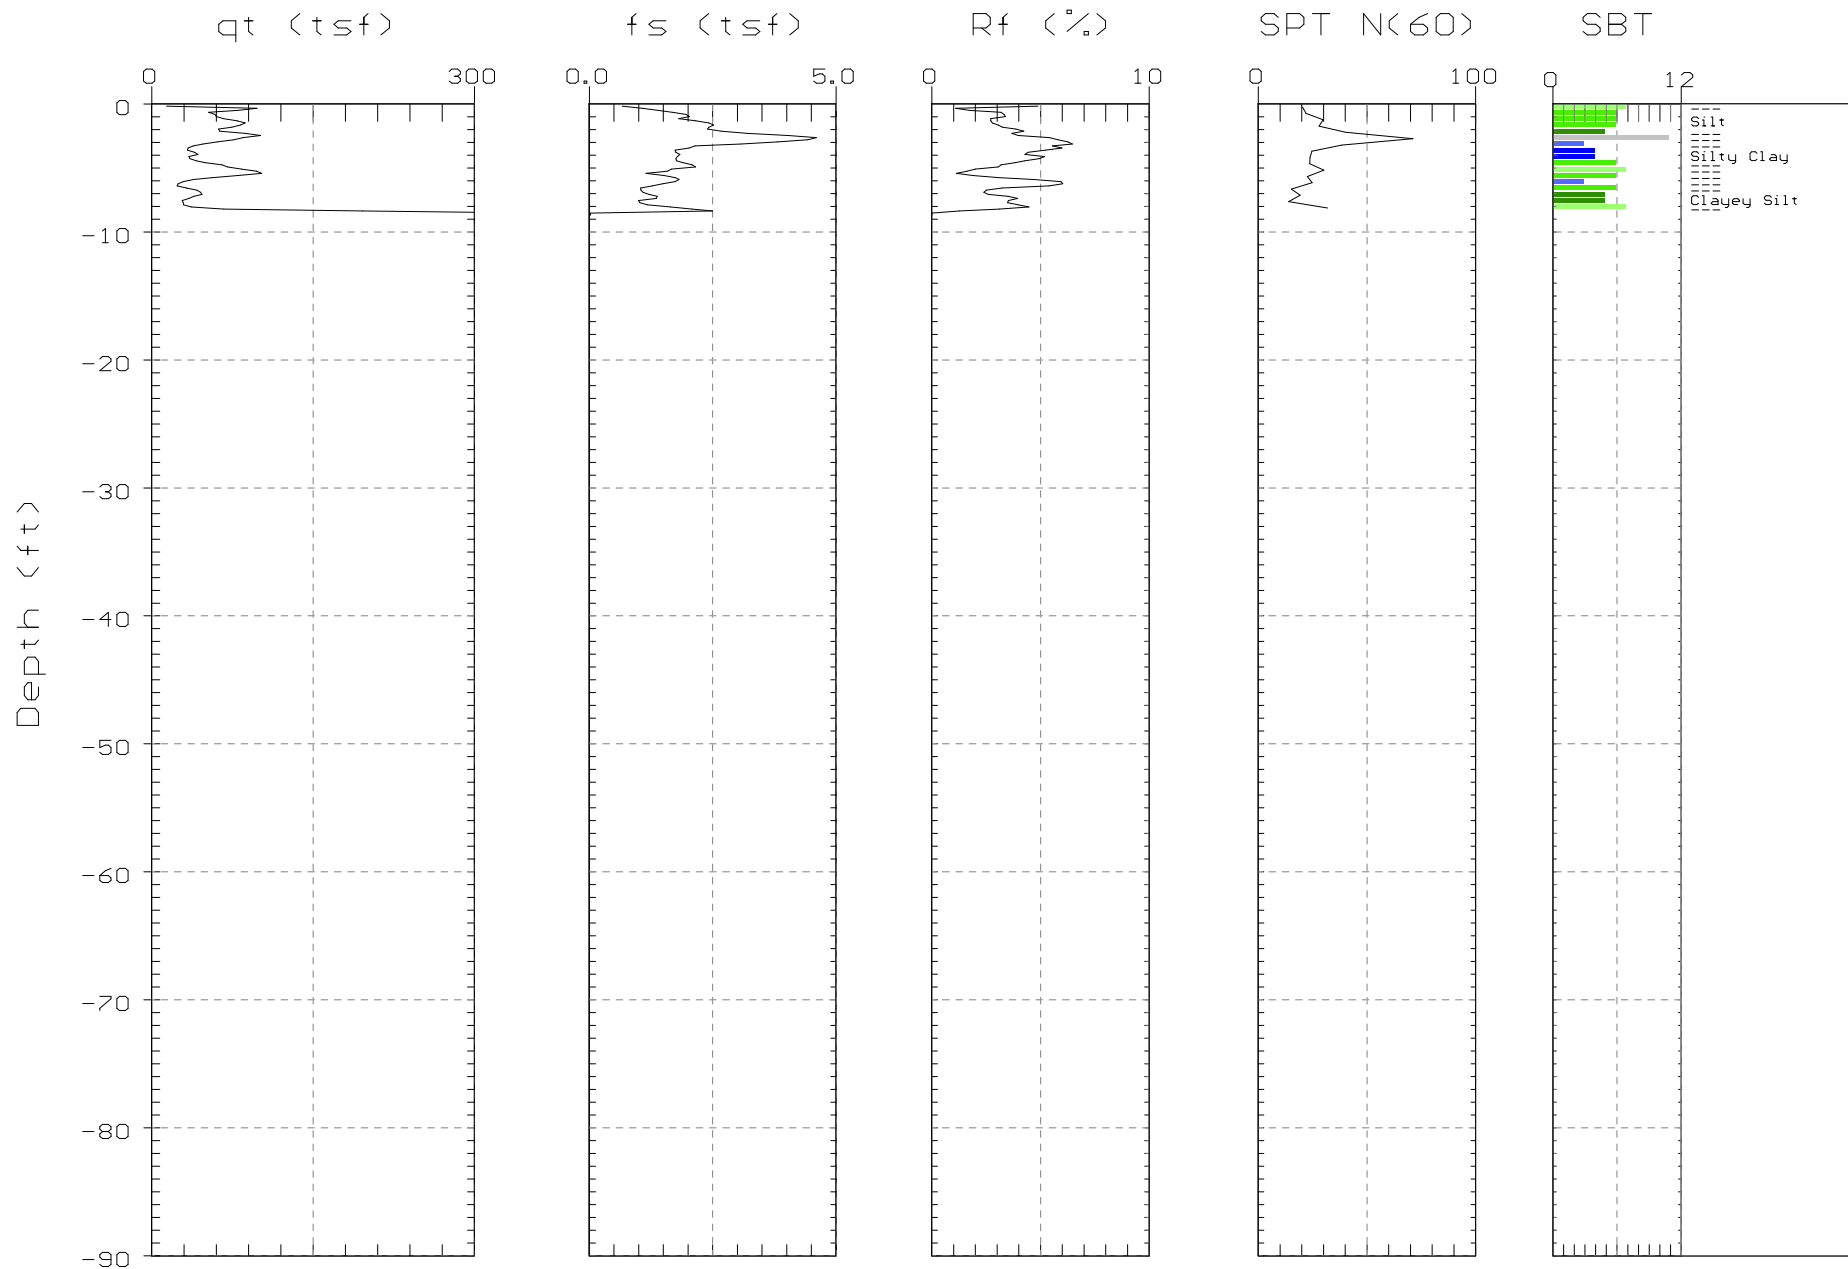 qt (tsf) fs (tsf) Rf (%) SPT N(60) SBT
0 300 0.0 5.0 0 10 0 100 0 12
0
Silt
Silty Clay
Clayey Silt
-10
-20
-30
-40
-50
-60
-70
-80
-90
Depth (ft)